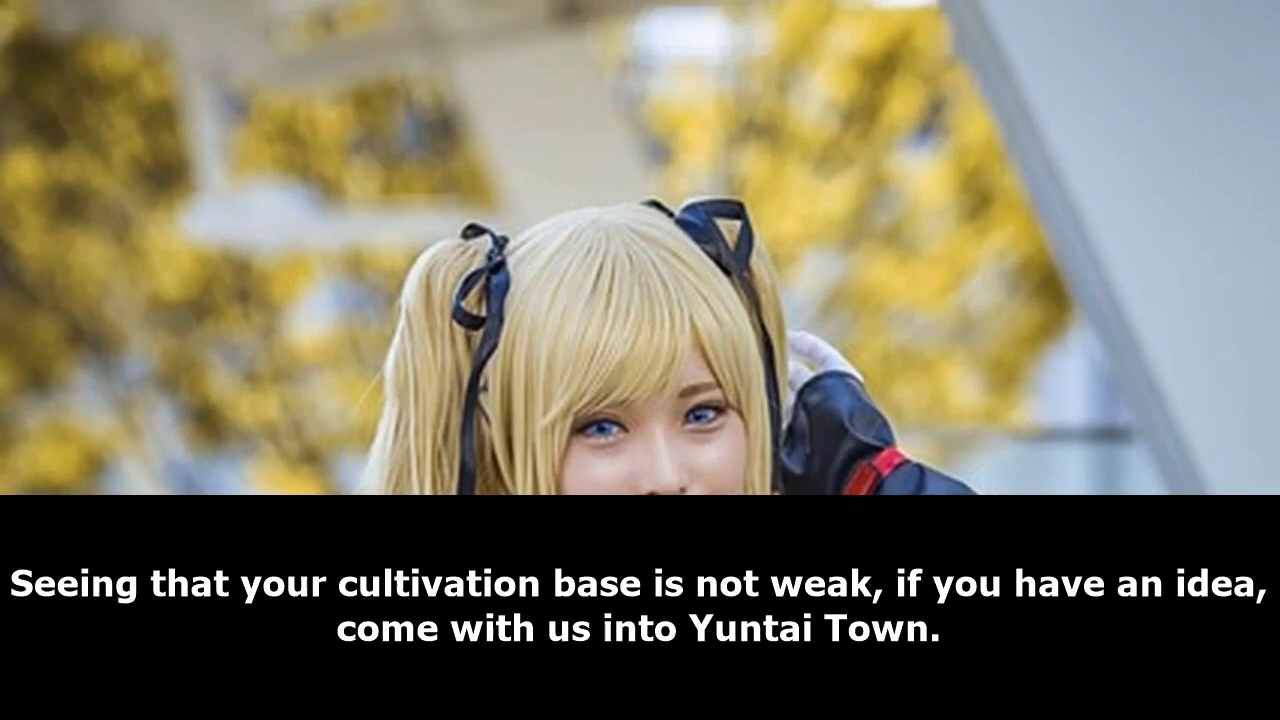 Seeing that your cultivation base is not weak, if you have an idea,
come with us into Yuntai Town.